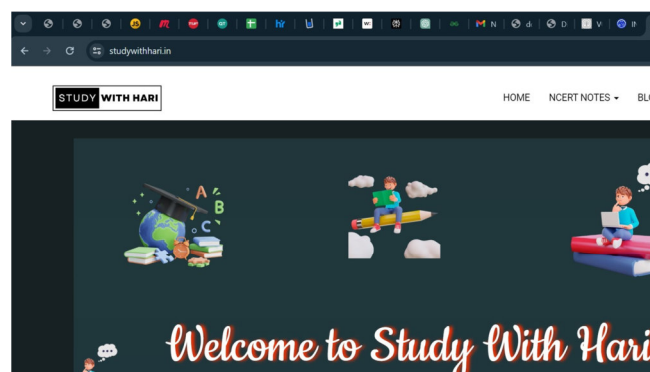 studywithhari.in
STUDY WITH HARI
HOME NCERT NOTES
A
B
C
Welcome to Study With Hari